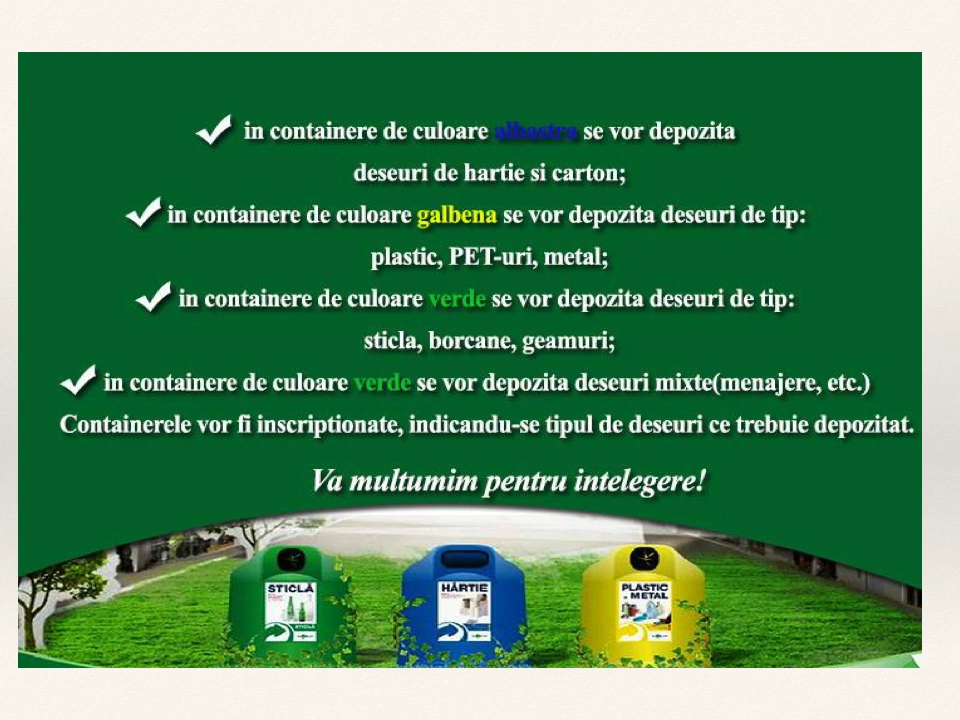 in containere de culoare albastra se vor depozita
deseuri de hartie si carton;
in containere de culoare galbena se vor depozita deseuri de tip:
plastic, PET-uri, metal;
in containere de culoare verde se vor depozita deseuri de tip:
sticla, borcane, geamuri;
in containere de culoare verde se vor depozita deseuri mixte(menajere, etc.)
Containerele vor fi inscriptionate, indicandu-se tipul de deseuri ce trebuie depozitat.
Va multumim pentru intelegere!
STICLĂ
STICLĂ
HÂRTIE
PLASTIC
METAL